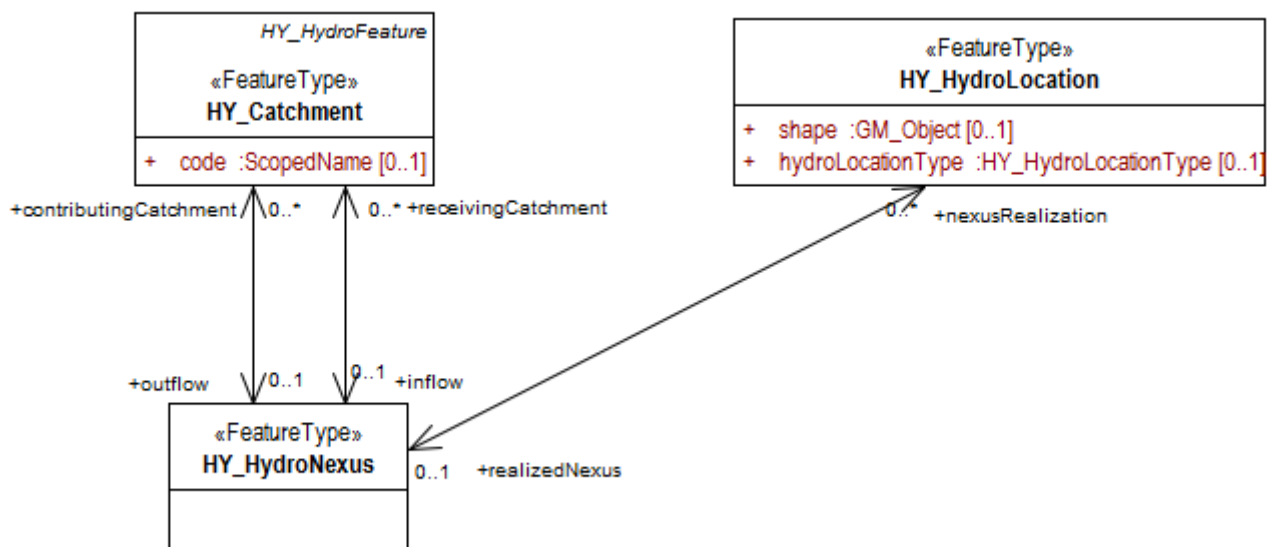 HY_HydroFeature
«FeatureType»
HY_Catchment
+ code :ScopedName [0..1]
«FeatureType»
HY_HydroLocation
+ shape :GM_Object [0..1]
+ hydroLocationType :HY_HydroLocationType [0..1]
+contributingCatchment 0..* 0..* +receivingCatchment
0..* +nexusRealization
+outflow 0..1 0..1 +inflow
«FeatureType»
HY_HydroNexus
0..1 +realizedNexus